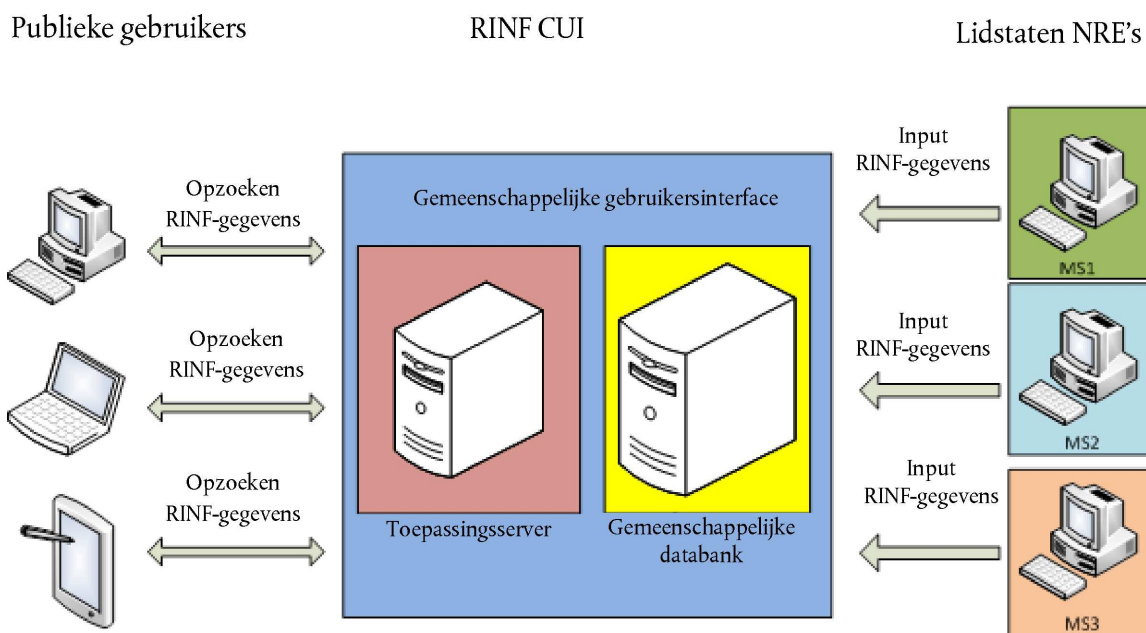 Publieke gebruikers
RINF CUI
Lidstaten NRE's
Opzoeken
RINF-gegevens
Opzoeken
RINF-gegevens
Opzoeken
RINF-gegevens
Gemeenschappelijke gebruikersinterface
Toepassingsserver
Gemeenschappelijke
databank
Input
RINF-gegevens
MS1
Input
RINF-gegevens
MS2
Input
RINF-gegevens
MS3